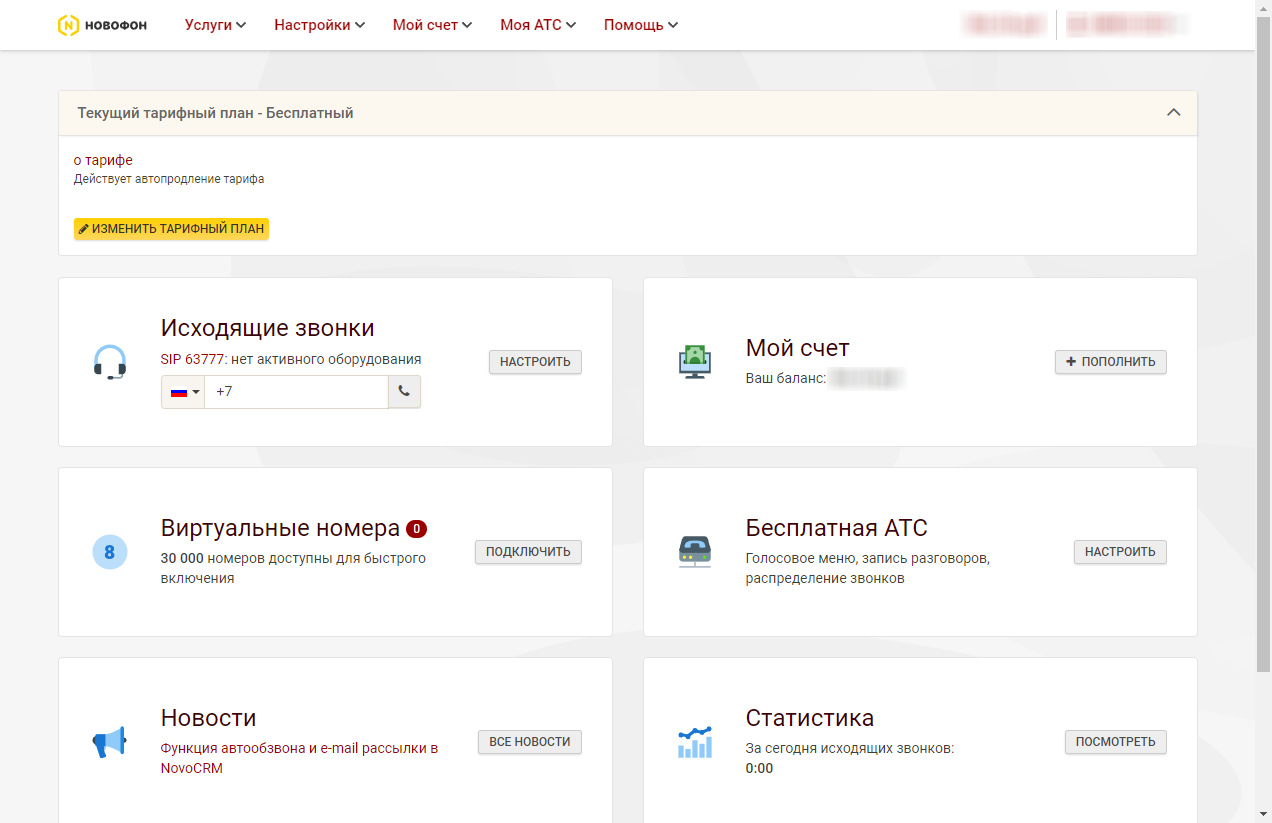 НОВОФОН Услуги Настройки Мой счет Моя АТС Помощь
Текущий тарифный план - Бесплатный
о тарифе
Действует автопродление тарифа
ИЗМЕНИТЬ ТАРИФНЫЙ ПЛАН
Исходящие звонки
SIP 63777: нет активного оборудования
+7
НАСТРОИТЬ
Мой счет
Ваш баланс:
+ ПОПОЛНИТЬ
8
Виртуальные номера 0
30 000 номеров доступны для быстрого
включения
ПОДКЛЮЧИТЬ
Бесплатная АТС
Голосовое меню, запись разговоров,
распределение звонков
НАСТРОИТЬ
Новости
Функция автообзвона и e-mail рассылки в
NovoCRM
ВСЕ НОВОСТИ
Статистика
За сегодня исходящих звонков:
0:00
ПОСМОТРЕТЬ